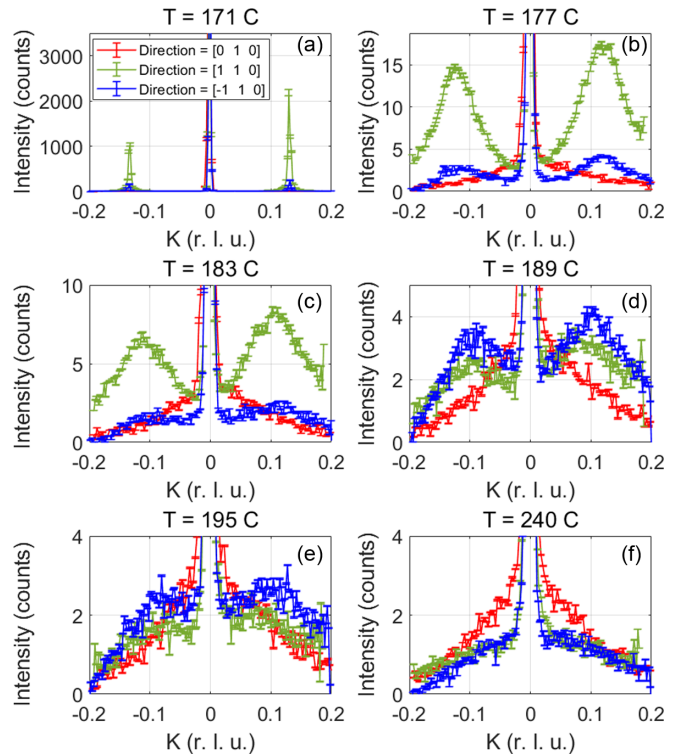 T = 171 C
(a)
Intensity (counts)
3000
2000
1000
0
Direction = [0 1 0]
Direction = [1 1 0]
Direction = [-1 1 0]
-0.2 -0.1 0 0.1 0.2
K (r. l. u.)
T = 177 C
(b)
Intensity (counts)
15
10
5
0
-0.2 -0.1 0 0.1 0.2
K (r. l. u.)
T = 183 C
(c)
Intensity (counts)
10
5
0
-0.2 -0.1 0 0.1 0.2
K (r. l. u.)
T = 189 C
(d)
Intensity (counts)
4
2
0
-0.2 -0.1 0 0.1 0.2
K (r. l. u.)
T = 195 C
(e)
Intensity (counts)
4
2
0
-0.2 -0.1 0 0.1 0.2
K (r. l. u.)
T = 240 C
(f)
Intensity (counts)
4
2
0
-0.2 -0.1 0 0.1 0.2
K (r. l. u.)